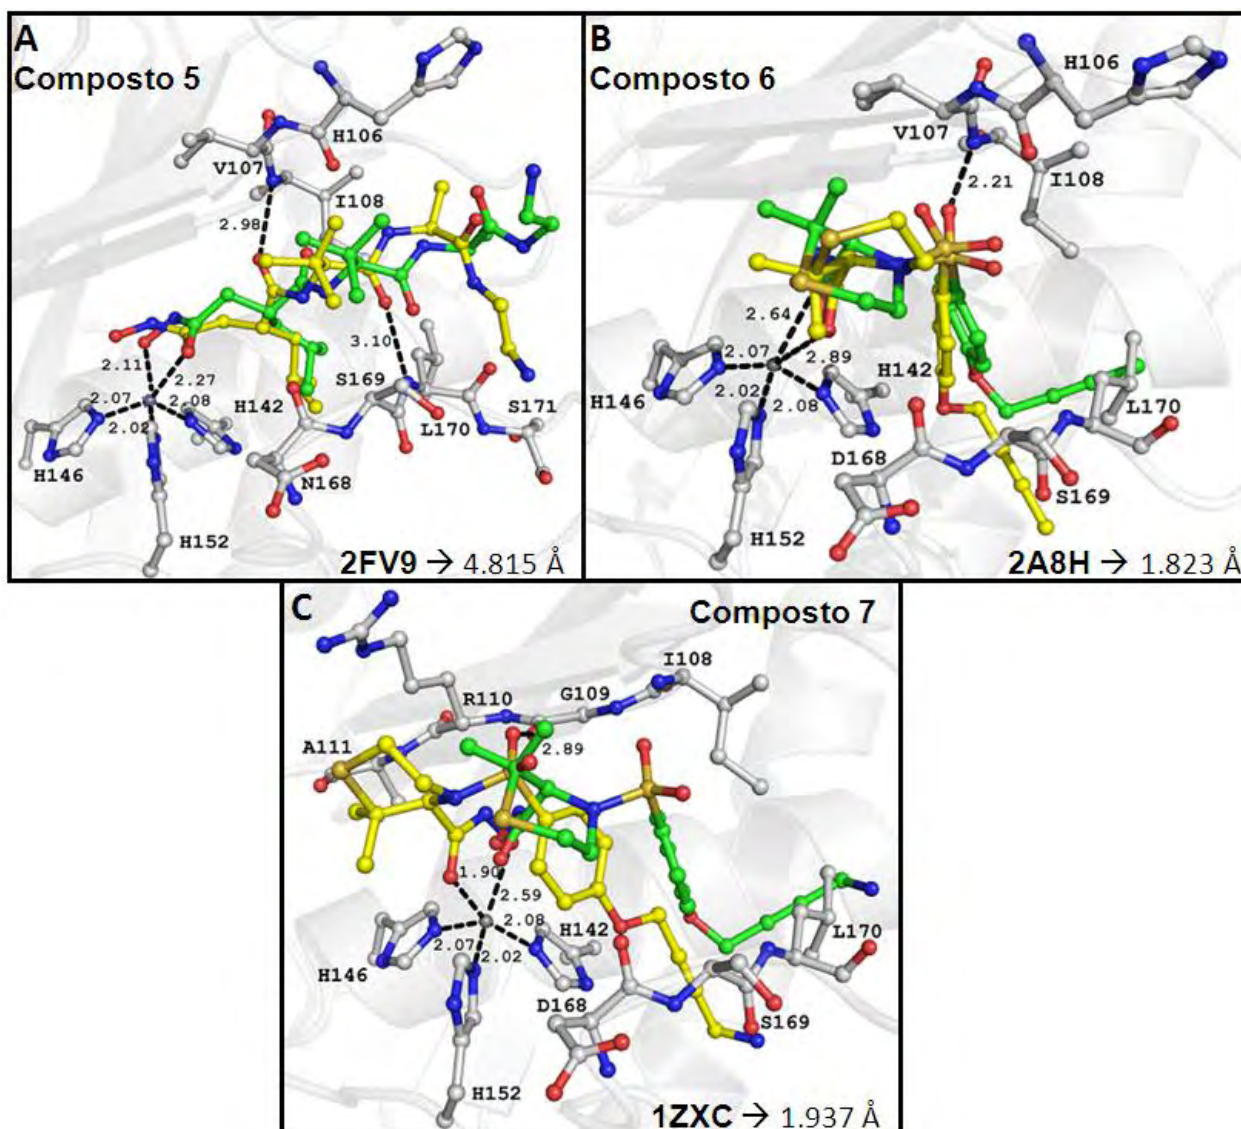 A
Composto 5
H106
V107
I108
2.98
3.10
2.11
2.27
2.07
2.08
2.02
H142
S169
S171
L170
H146
N168
H152
2FV9 → 4.815 Å
B
Composto 6
H106
V107
2.21
I108
2.64
2.07
2.89
H142
H146
2.02
2.08
L170
D168
S169
H152
2A8H → 1.823 Å
C
Composto 7
I108
G109
R110
A111
2.89
1.90
2.59
2.08
H142
L170
2.07
2.02
H146
D168
S169
H152
1ZXC → 1.937 Å